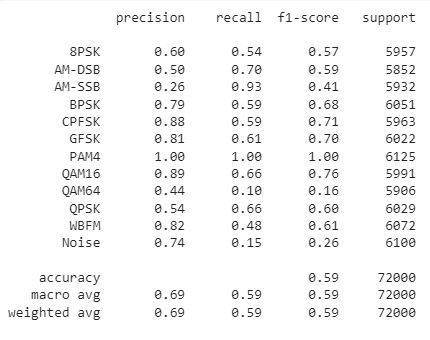 precision recall f1-score support
8PSK 0.60 0.54 0.57 5957
AM-DSB 0.50 0.70 0.59 5852
AM-SSB 0.26 0.93 0.41 5932
BPSK 0.79 0.59 0.68 6051
CPFSK 0.88 0.59 0.71 5963
GFSK 0.81 0.61 0.70 6022
PAM4 1.00 1.00 1.00 6125
QAM16 0.89 0.66 0.76 5991
QAM64 0.44 0.10 0.16 5906
QPSK 0.54 0.66 0.60 6029
WBFM 0.82 0.48 0.61 6072
Noise 0.74 0.15 0.26 6100
accuracy 0.59 72000
macro avg 0.69 0.59 0.59 72000
weighted avg 0.69 0.59 0.59 72000